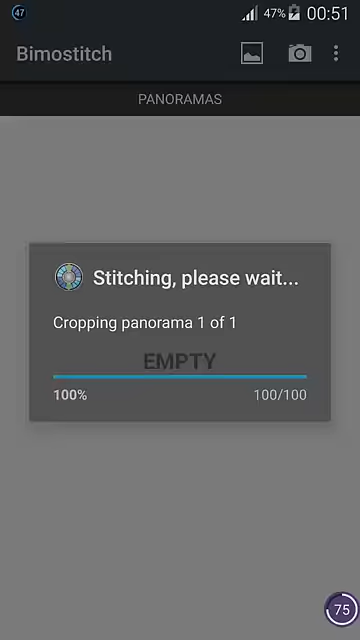 47
47%
00:51
Bimostitch
PANORAMAS
Stitching, please wait...
Cropping panorama 1 of 1
EMPTY
100%
100/100
75